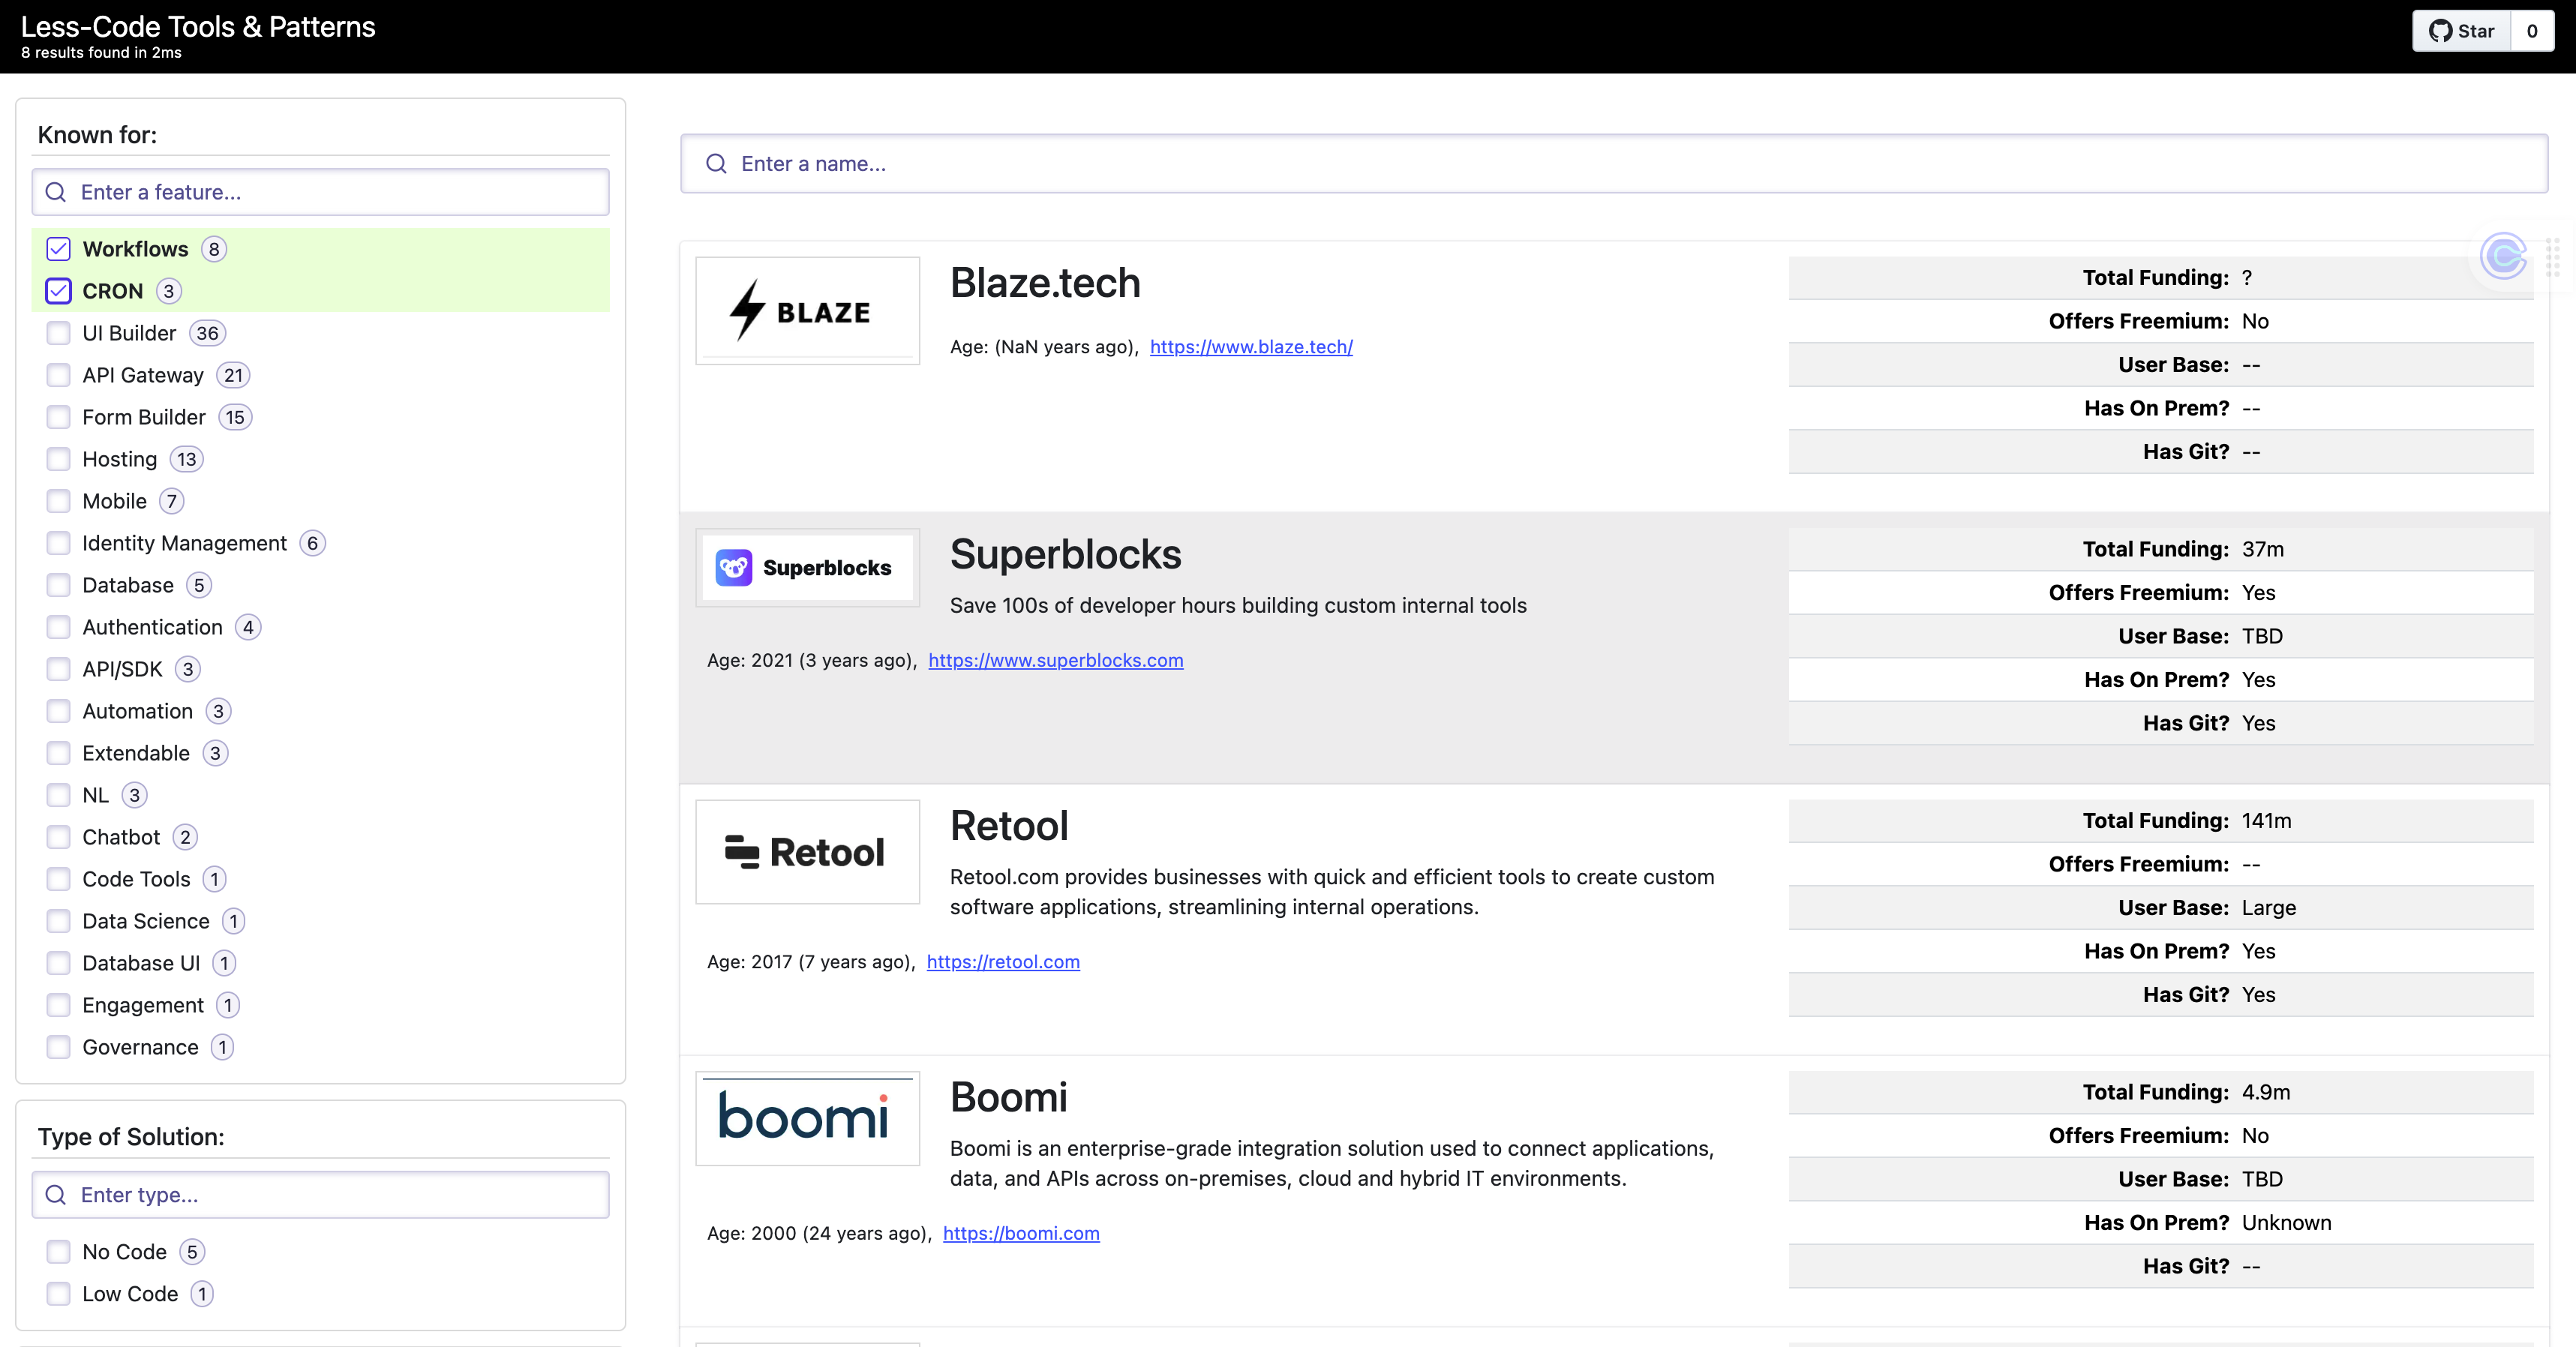 Less-Code Tools & Patterns
8 results found in 2ms
Star 0
Known for:
Enter a feature...
Workflows 8
CRON 3
UI Builder 36
API Gateway 21
Form Builder 15
Hosting 13
Mobile 7
Identity Management 6
Database 5
Authentication 4
API/SDK 3
Automation 3
Extendable 3
NL 3
Chatbot 2
Code Tools 1
Data Science 1
Database UI 1
Engagement 1
Governance 1
Type of Solution:
Enter type...
No Code 5
Low Code 1
Enter a name...
BLAZE
Blaze.tech
Age: (NaN years ago), https://www.blaze.tech/
Total Funding: ?
Offers Freemium: No
User Base: --
Has On Prem? --
Has Git? --
Superblocks
Superblocks
Save 100s of developer hours building custom internal tools
Age: 2021 (3 years ago), https://www.superblocks.com
Total Funding: 37m
Offers Freemium: Yes
User Base: TBD
Has On Prem? Yes
Has Git? Yes
Retool
Retool
Retool.com provides businesses with quick and efficient tools to create custom
software applications, streamlining internal operations.
Age: 2017 (7 years ago), https://retool.com
Total Funding: 141m
Offers Freemium: --
User Base: Large
Has On Prem? Yes
Has Git? Yes
boomi
Boomi
Boomi is an enterprise-grade integration solution used to connect applications,
data, and APIs across on-premises, cloud and hybrid IT environments.
Age: 2000 (24 years ago), https://boomi.com
Total Funding: 4.9m
Offers Freemium: No
User Base: TBD
Has On Prem? Unknown
Has Git? --